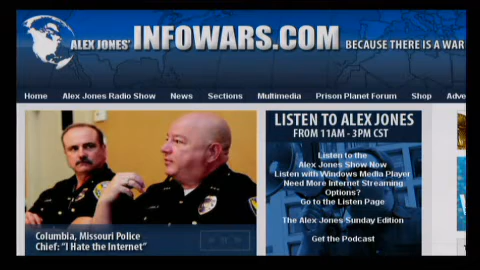 ALEX JONES' INFOWARS.COM BECAUSE THERE IS A WAR
Home Alex Jones Radio Show News Sections Multimedia Prison Planet Forum Shop Adve
LISTEN TO ALEX JONES
FROM 11AM - 3PM CST
Listen to the
Alex Jones Show Now
Listen with Windows Media Player
Need More Internet Streaming
Options?
Go to the Listen Page
The Alex Jones Sunday Edition
Get the Podcast
Columbia, Missouri Police
Chief: "I Hate the Internet"